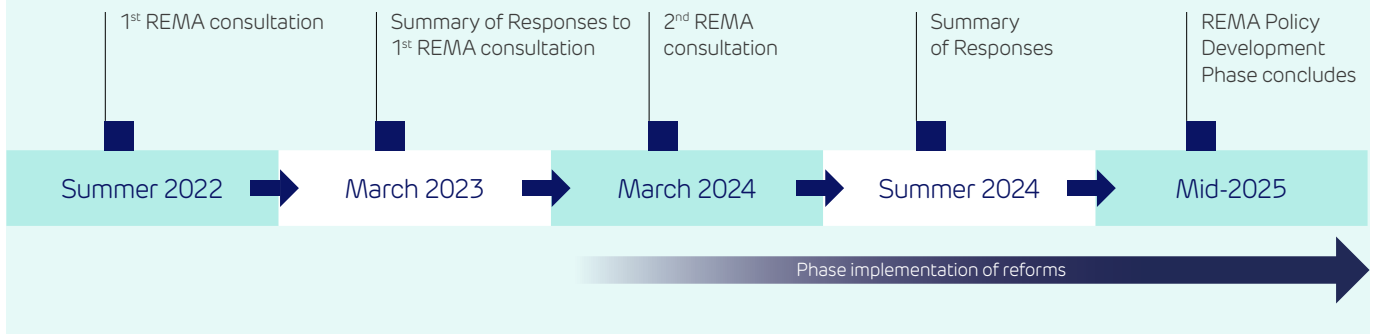 1st REMA consultation
Summary of Responses to
1st REMA consultation
2nd REMA
consultation
Summary
of Responses
REMA Policy
Development
Phase concludes
Summer 2022
March 2023
March 2024
Summer 2024
Mid-2025
Phase implementation of reforms